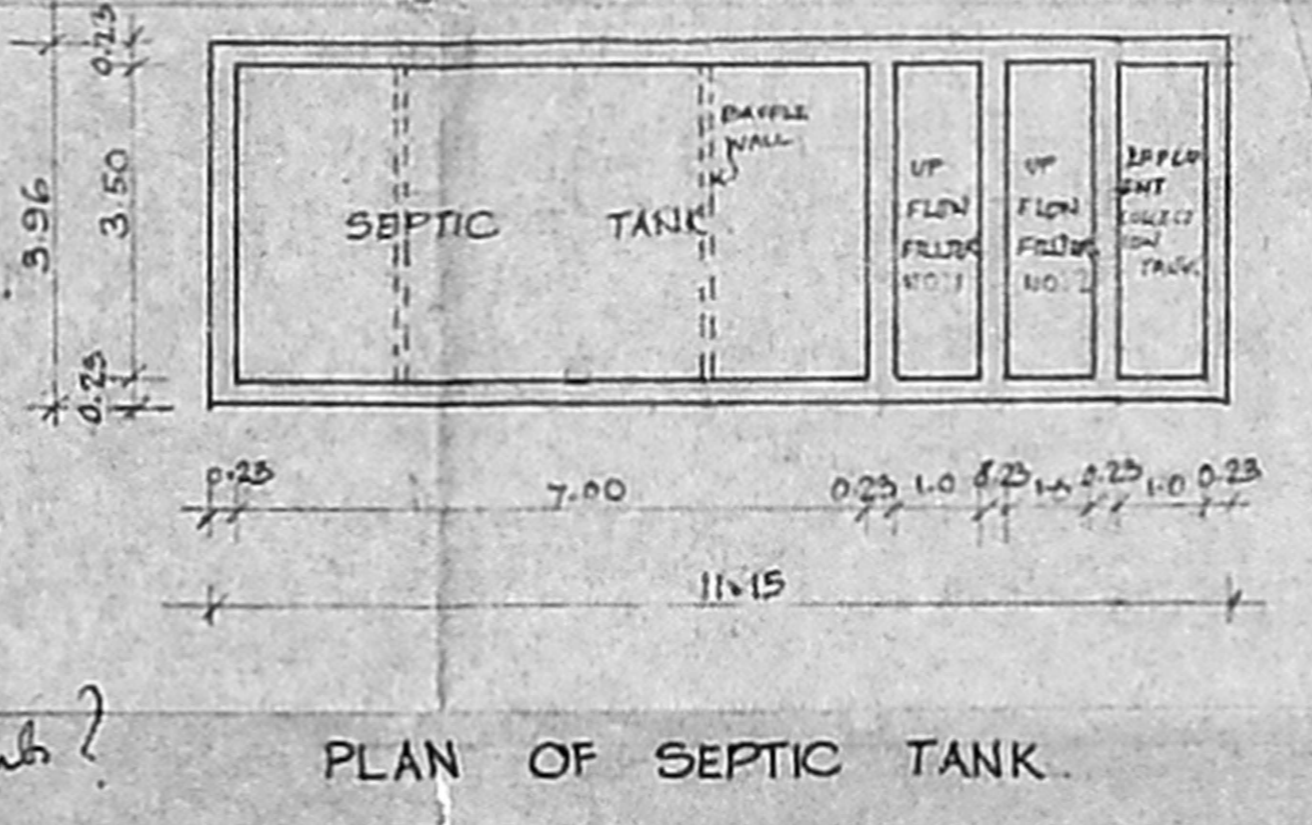 0.23
3.50
3.96
0.23
BAFFLE
WALL
SEPTIC TANK
UP
FLOW
FILLTER
NO.1
UP
FLOW
FILLTER
NO.2
EFFLU
ENT
COLLECT
ION
TANK.
0.23 7.00 0.23 1.0 0.23 1.0 0.23 1.0 0.23
11.15
?
PLAN OF SEPTIC TANK.